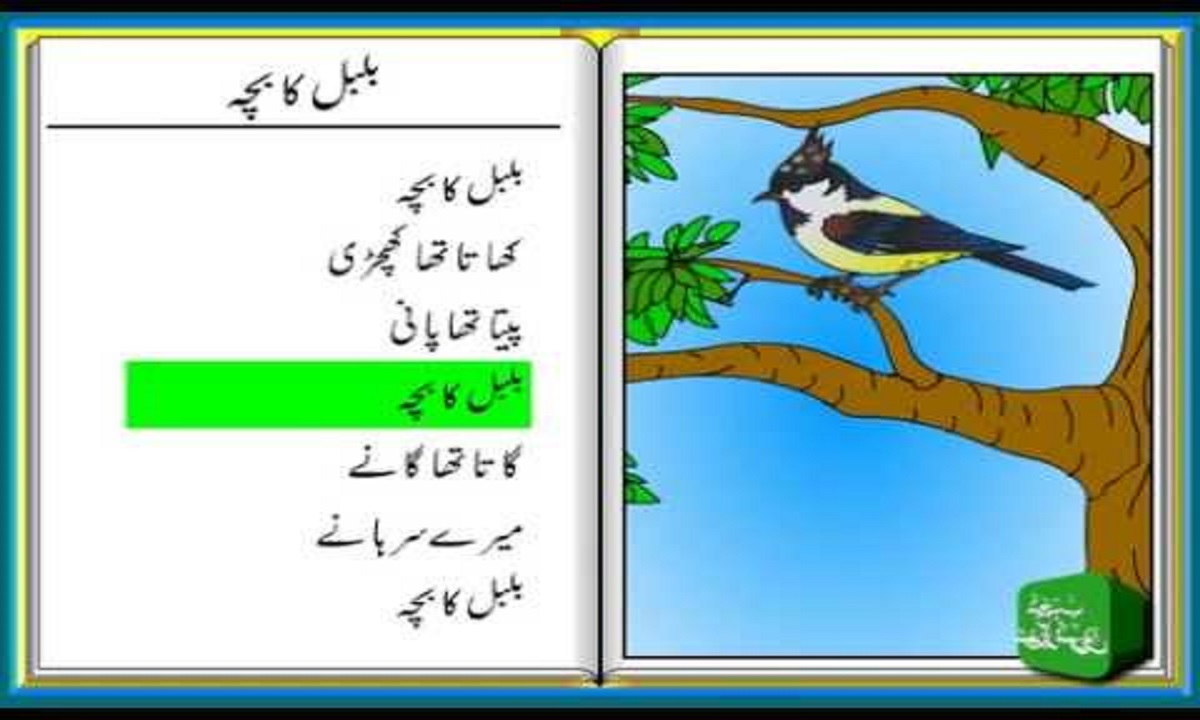 بلبل کا بچہ
بلبل کا بچہ
کھاتا تھا کھچڑی
پیتا تھا پانی
بلبل کا بچہ
گاتا تھا گانے
میرے سرہانے
بلبل کا بچہ